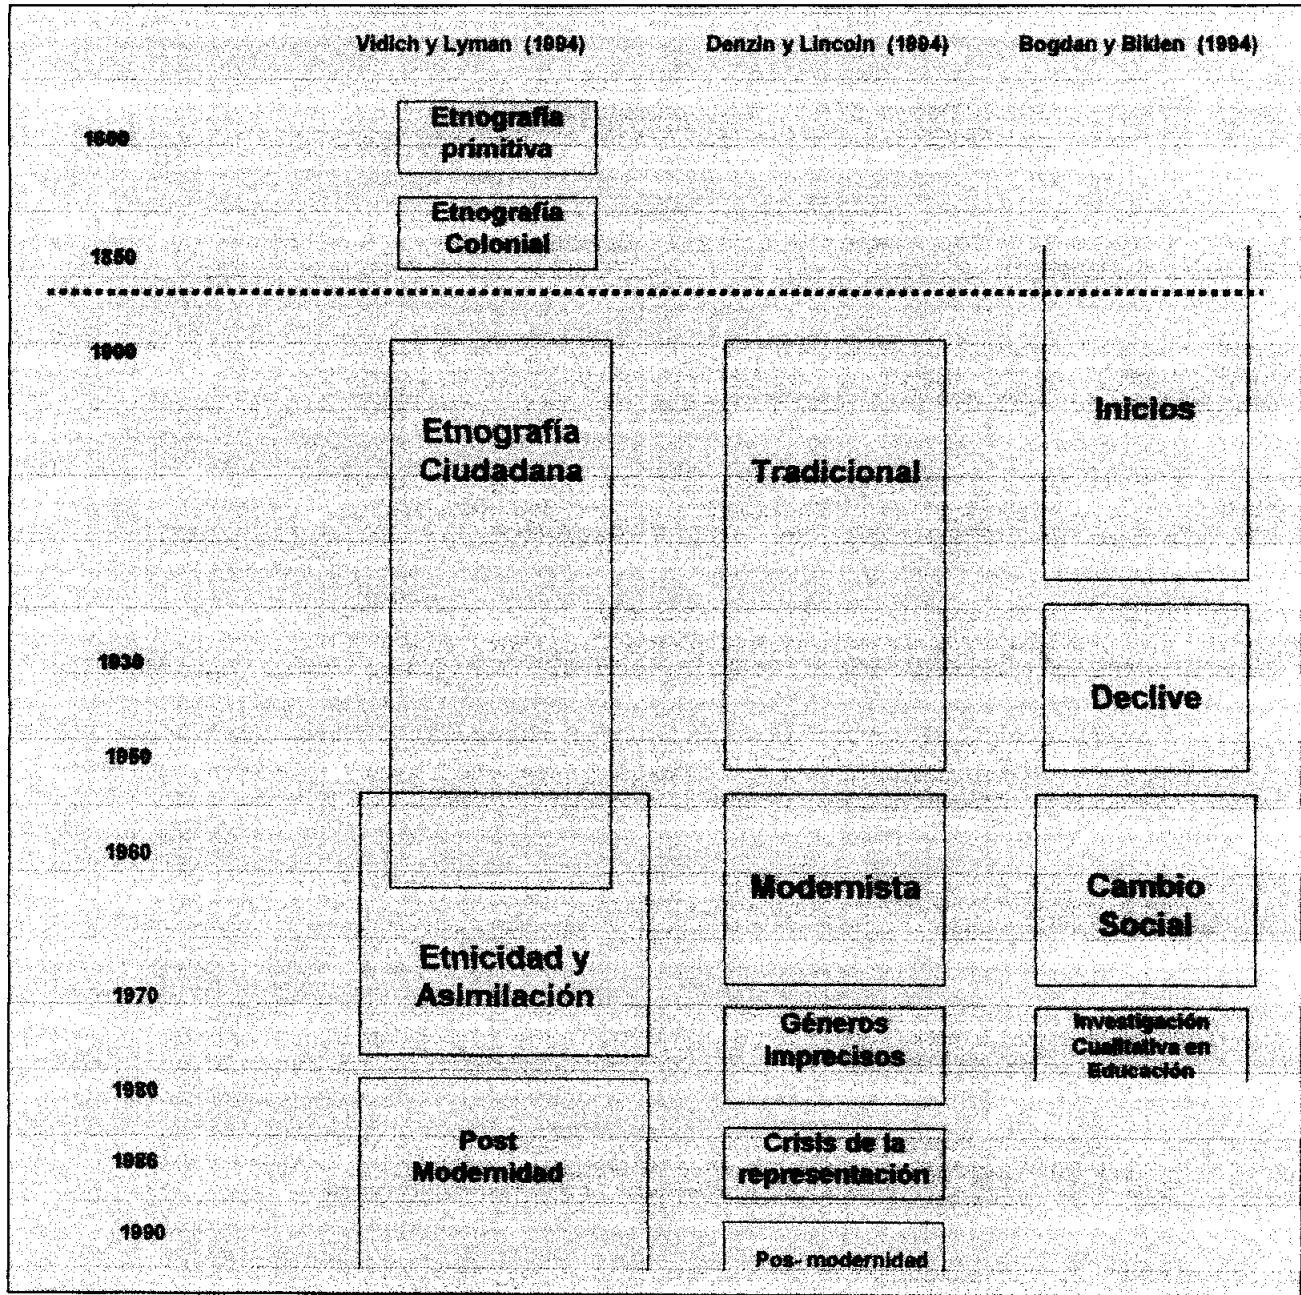 Vidich y Lyman (1994) Denzin y Lincoln (1994) Bogdan y Biklen (1994)
Etnografía
primitiva
1600
Etnografía
Colonial
1850
1900
Inicios
Etnografía
Ciudadana
Tradicional
1930
Declive
1950
1960
Modernista
Cambio
Social
Etnicidad y
Asimilación
1970
Géneros
Imprecisos
Investigación
Cualitativa en
Educación
1980
Post
Modernidad
Crisis de la
representación
1986
1990
Pos- modernidad